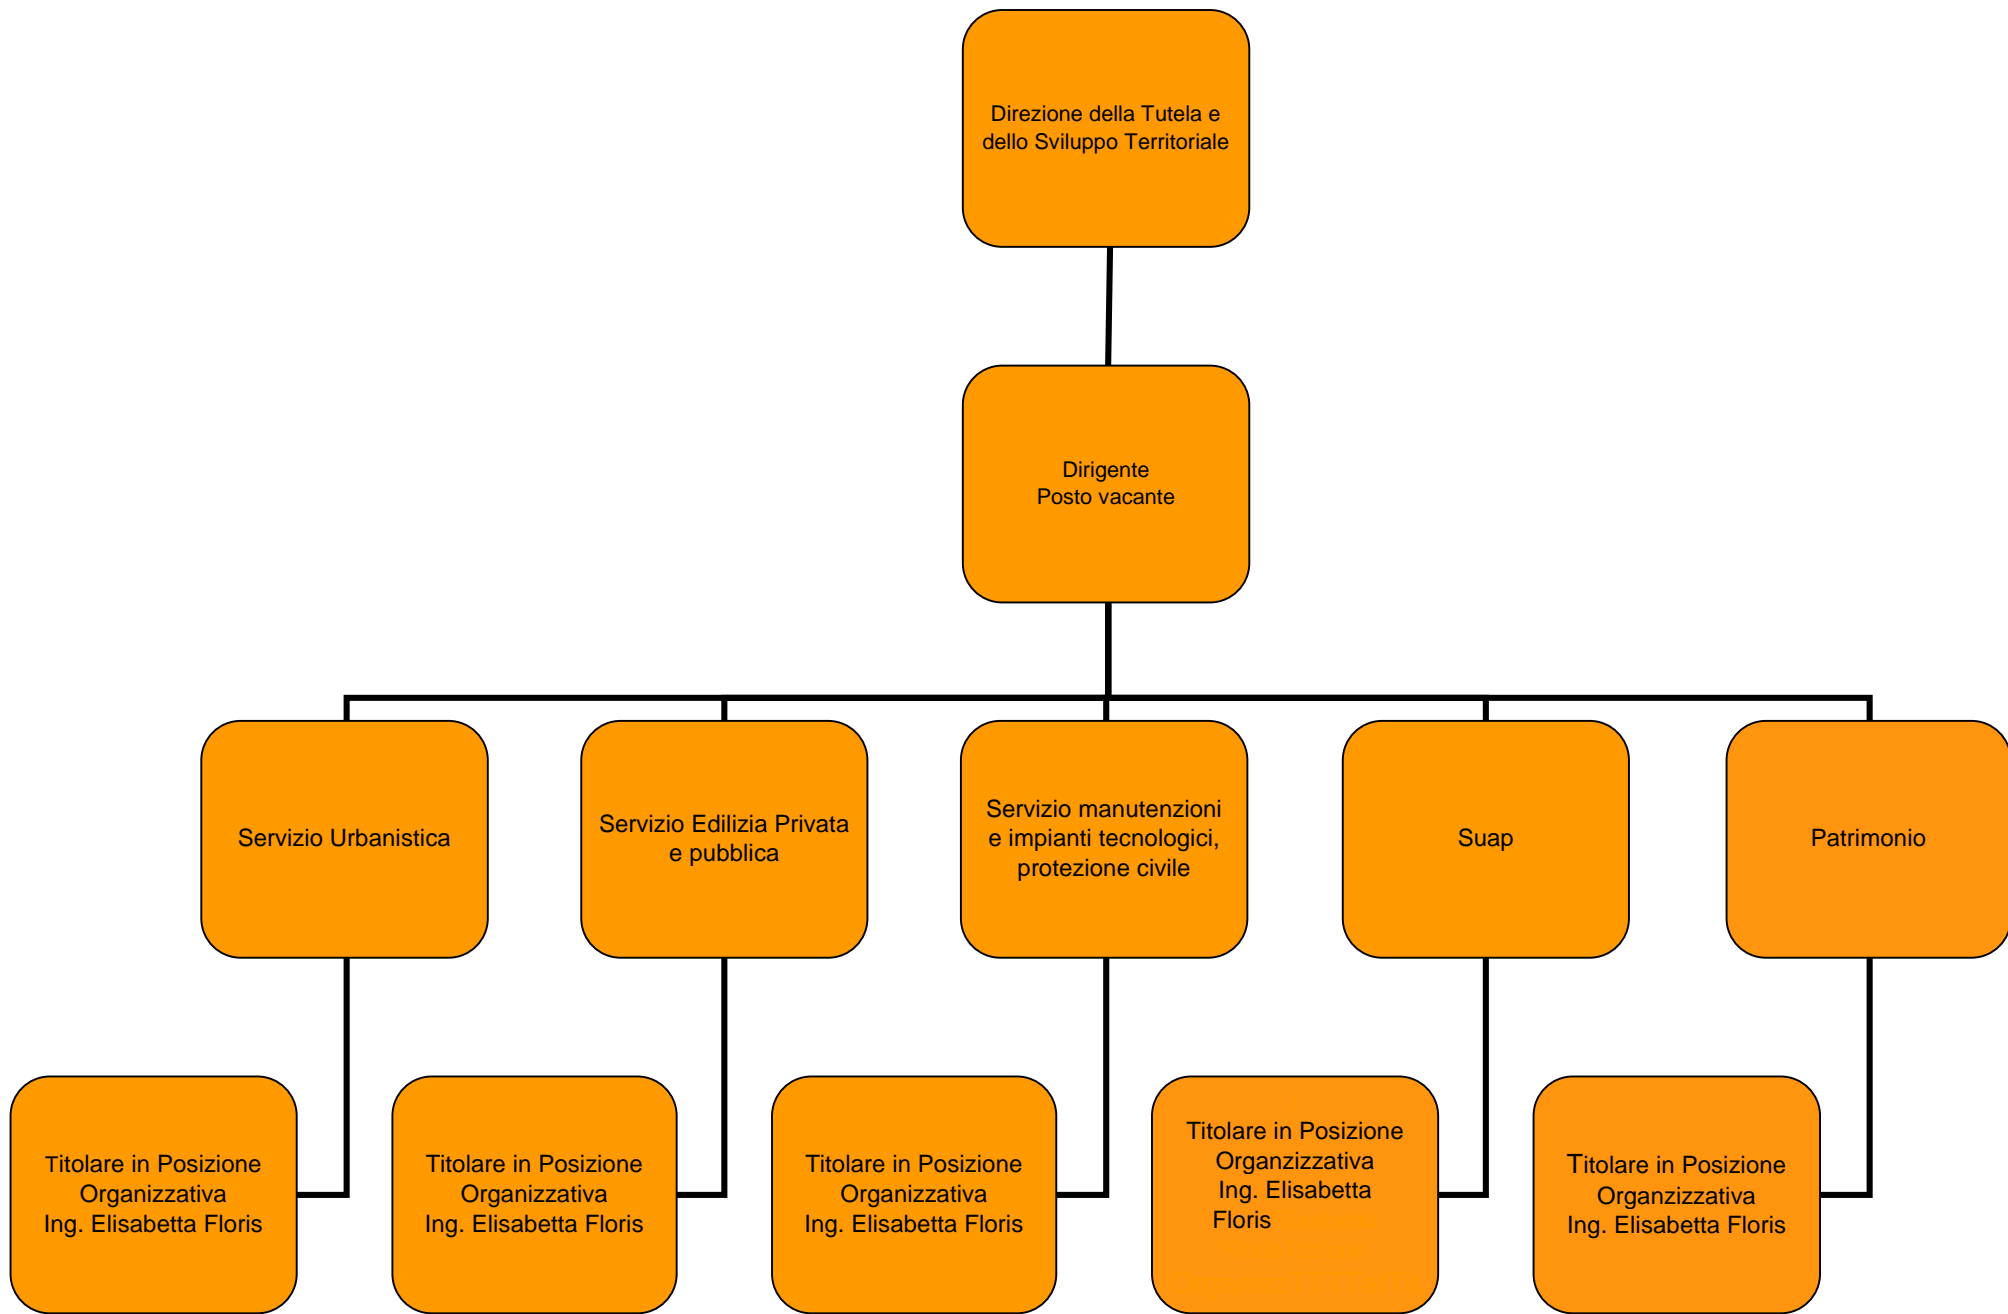 Direzione della Tutela e
dello Sviluppo Territoriale
Dirigente
Posto vacante
Servizio Urbanistica
Servizio Edilizia Privata
e pubblica
Servizio manutenzioni
e impianti tecnologici,
protezione civile
Suap
Patrimonio
Titolare in Posizione
Organizzativa
Ing. Elisabetta Floris
Titolare in Posizione
Organizzativa
Ing. Elisabetta Floris
Titolare in Posizione
Organizzativa
Ing. Elisabetta Floris
Titolare in Posizione
Organzizzativa
Ing. Elisabetta
Floris
Titolare in Posizione
Organzizzativa
Ing. Elisabetta Floris